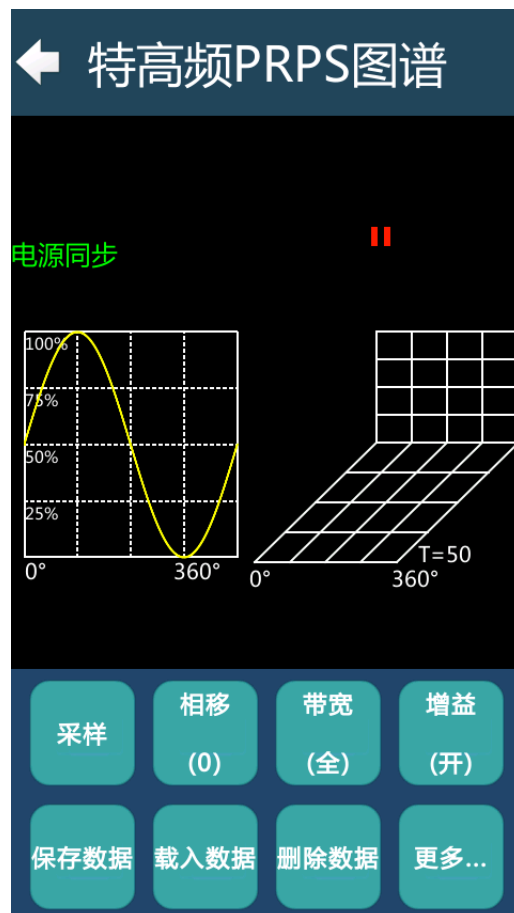 特高频PRPS图谱
电源同步
100%
75%
50%
25%
0° 360°
T=50
0° 360°
采样
相移
(0)
带宽
(全)
增益
(开)
保存数据
载入数据
删除数据
更多...